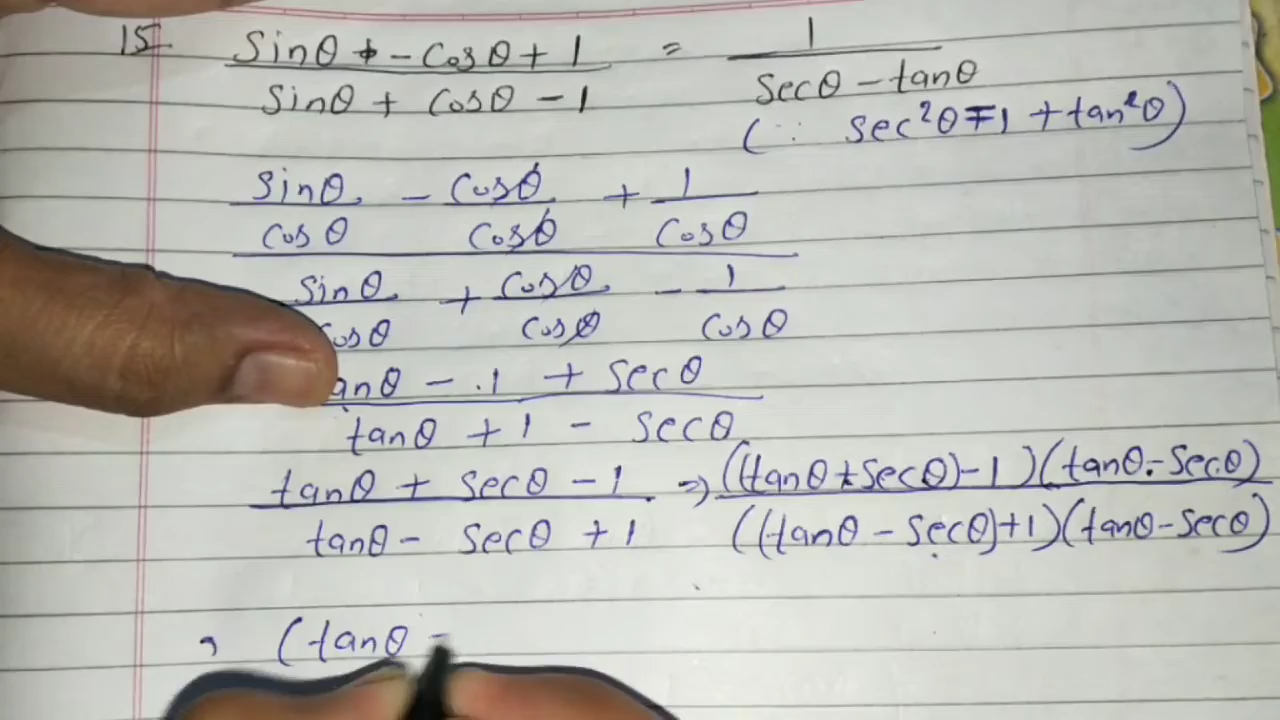 15 (sinθ - cosθ + 1)/(sinθ + cosθ - 1) = 1/(secθ - tanθ)
(∵ sec²θ = 1 + tan²θ)
(sinθ/cosθ - cosθ/cosθ + 1/cosθ)/(sinθ/cosθ + cosθ/cosθ - 1/cosθ)
(anθ - .1 + secθ)/(tanθ + 1 - secθ)
(tanθ + secθ - 1)/(tanθ - secθ + 1) ⇒ ((tanθ + secθ) - 1)(tanθ - secθ)/((tanθ - secθ) + 1)(tanθ - secθ)
, (tanθ -